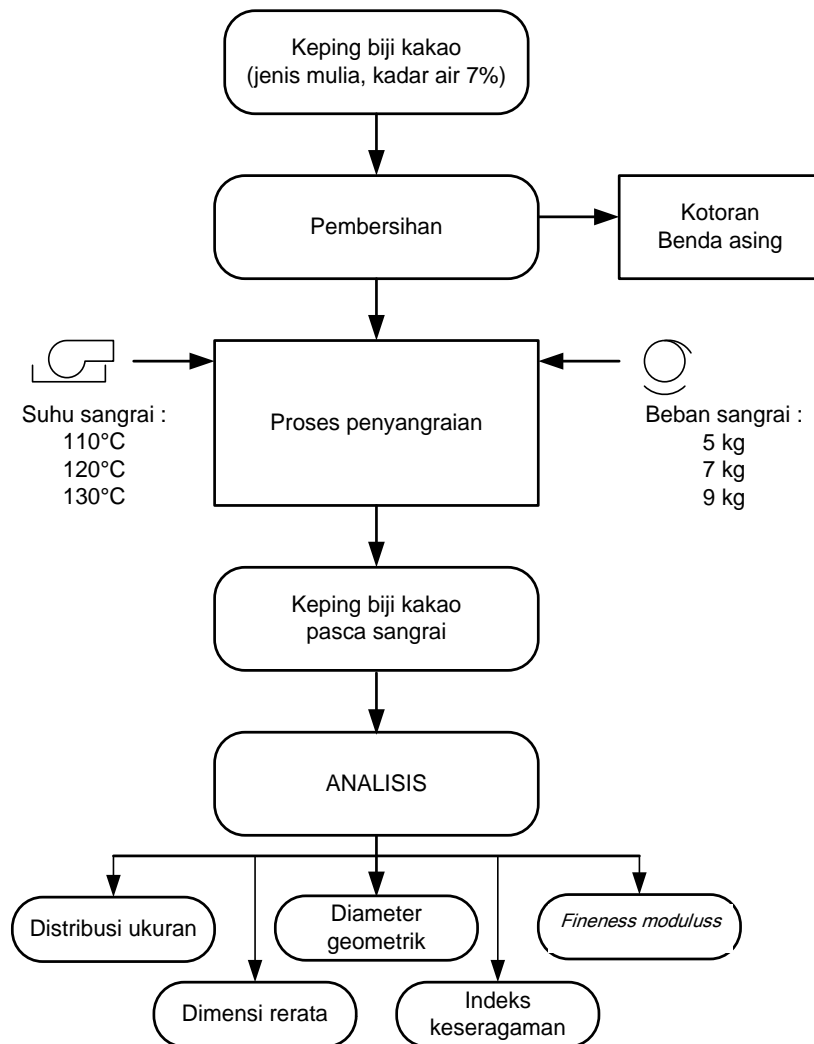 Keping biji kakao
(jenis mulia, kadar air 7%)
Pembersihan
Kotoran
Benda asing
Suhu sangrai :
110°C
120°C
130°C
Proses penyangraian
Beban sangrai :
5 kg
7 kg
9 kg
Keping biji kakao
pasca sangrai
ANALISIS
Distribusi ukuran
Diameter
geometrik
Fineness moduluss
Dimensi rerata
Indeks
keseragaman